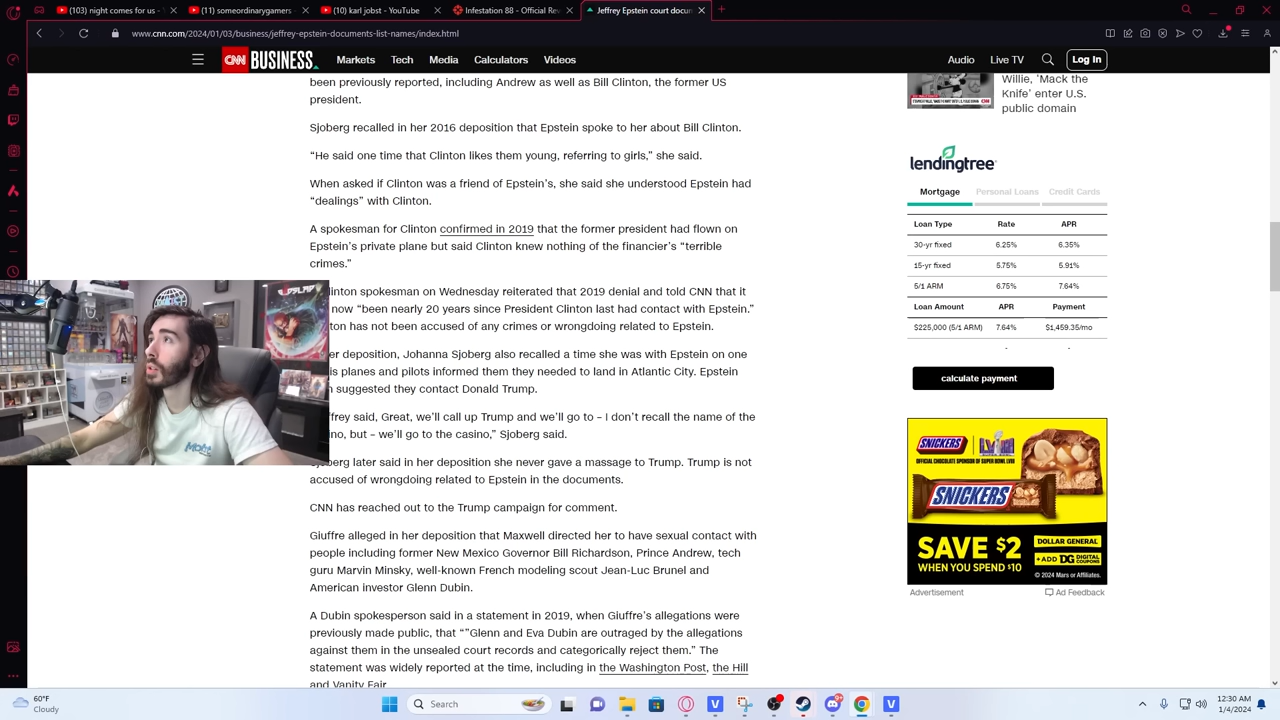 (103) night comes for us -
(11) someordinarygamers -
(10) karl jobst - YouTube
Infestation 88 - Official Rev
Jeffrey Epstein court docum
www.cnn.com/2024/01/03/business/jeffrey-epstein-documents-list-names/index.html
CNN BUSINESS
Markets
Tech
Media
Calculators
Videos
Audio
Live TV
Log In
been previously reported, including Andrew as well as Bill Clinton, the former US
president.
Sjoberg recalled in her 2016 deposition that Epstein spoke to her about Bill Clinton.
“He said one time that Clinton likes them young, referring to girls,” she said.
When asked if Clinton was a friend of Epstein’s, she said she understood Epstein had
“dealings” with Clinton.
A spokesperson for Clinton confirmed in 2019 that the former president had flown on
Epstein’s private plane but said Clinton knew nothing of the financier’s “terrible
crimes.”
linton spokesman on Wednesday reiterated that 2019 denial and told CNN that it
now “been nearly 20 years since President Clinton last had contact with Epstein.”
ton has not been accused of any crimes or wrongdoing related to Epstein.
er deposition, Johanna Sjoberg also recalled a time she was with Epstein on one
is planes and pilots informed them they needed to land in Atlantic City. Epstein
suggested they contact Donald Trump.
frey said, Great, we’ll call up Trump and we’ll go to – I don’t recall the name of the
no, but – we’ll go to the casino,” Sjoberg said.
berg later said in her deposition she never gave a massage to Trump. Trump is not
accused of wrongdoing related to Epstein in the documents.
CNN has reached out to the Trump campaign for comment.
Giuffre alleged in her deposition that Maxwell directed her to have sexual contact with
people including former New Mexico Governor Bill Richardson, Prince Andrew, tech
guru Marvin Minsky, well-known French modeling scout Jean-Luc Brunel and
American investor Glenn Dubin.
A Dubin spokesperson said in a statement in 2019, when Giuffre’s allegations were
previously made public, that “”Glenn and Eva Dubin are outraged by the allegations
against them in the unsealed court records and categorically reject them.” The
statement was widely reported at the time, including in the Washington Post, the Hill
and Vanity Fair.
Willie, 'Mack the
Knife' enter U.S.
public domain
lendingtree
Mortgage
Personal Loans
Credit Cards
Loan Type Rate APR
30-yr fixed 6.25% 6.35%
15-yr fixed 5.75% 5.91%
5/1 ARM 6.75% 7.64%
Loan Amount APR Payment
$225,000 (5/1 ARM) 7.64% $1,459.35/mo
- -
calculate payment
SNICKERS
LVIII
OFFICIAL CHOCOLATE SPONSOR OF SUPER BOWL LVIII
SNICKERS
SAVE $2
WHEN YOU SPEND $10
DOLLAR GENERAL
+ADD DG DIGITAL COUPONS
© 2024 Mars or Affiliates.
Advertisement
Ad Feedback
60°F
Cloudy
Search
12:30 AM
1/4/2024